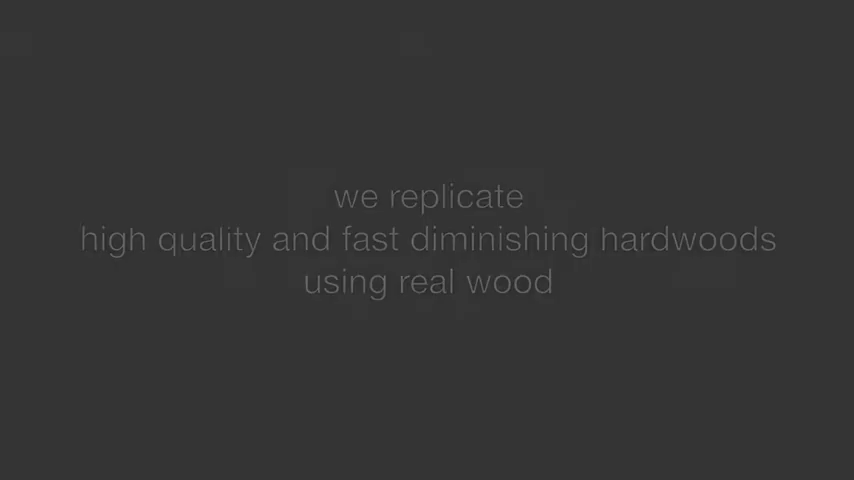 we replicate
high quality and fast diminishing hardwoods
using real wood